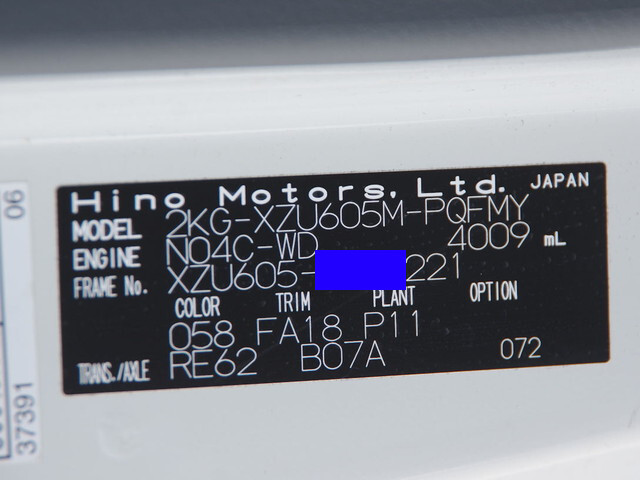 Hino Motors, Ltd. JAPAN
MODEL 2KG-XZU605M-PQFMY
ENGINE N04C-WD 4009 mL
FRAME No. XZU605- 221
COLOR TRIM PLANT OPTION
058 FA18 P11
TRANS./AXLE RE62 B07A 072
06
37391